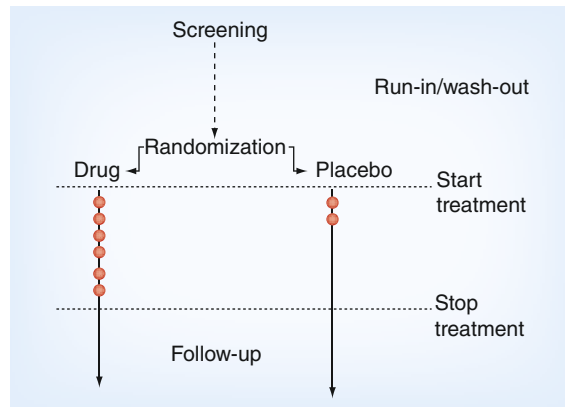 Screening
Run-in/wash-out
Randomization
Drug
Placebo
Start
treatment
Stop
treatment
Follow-up